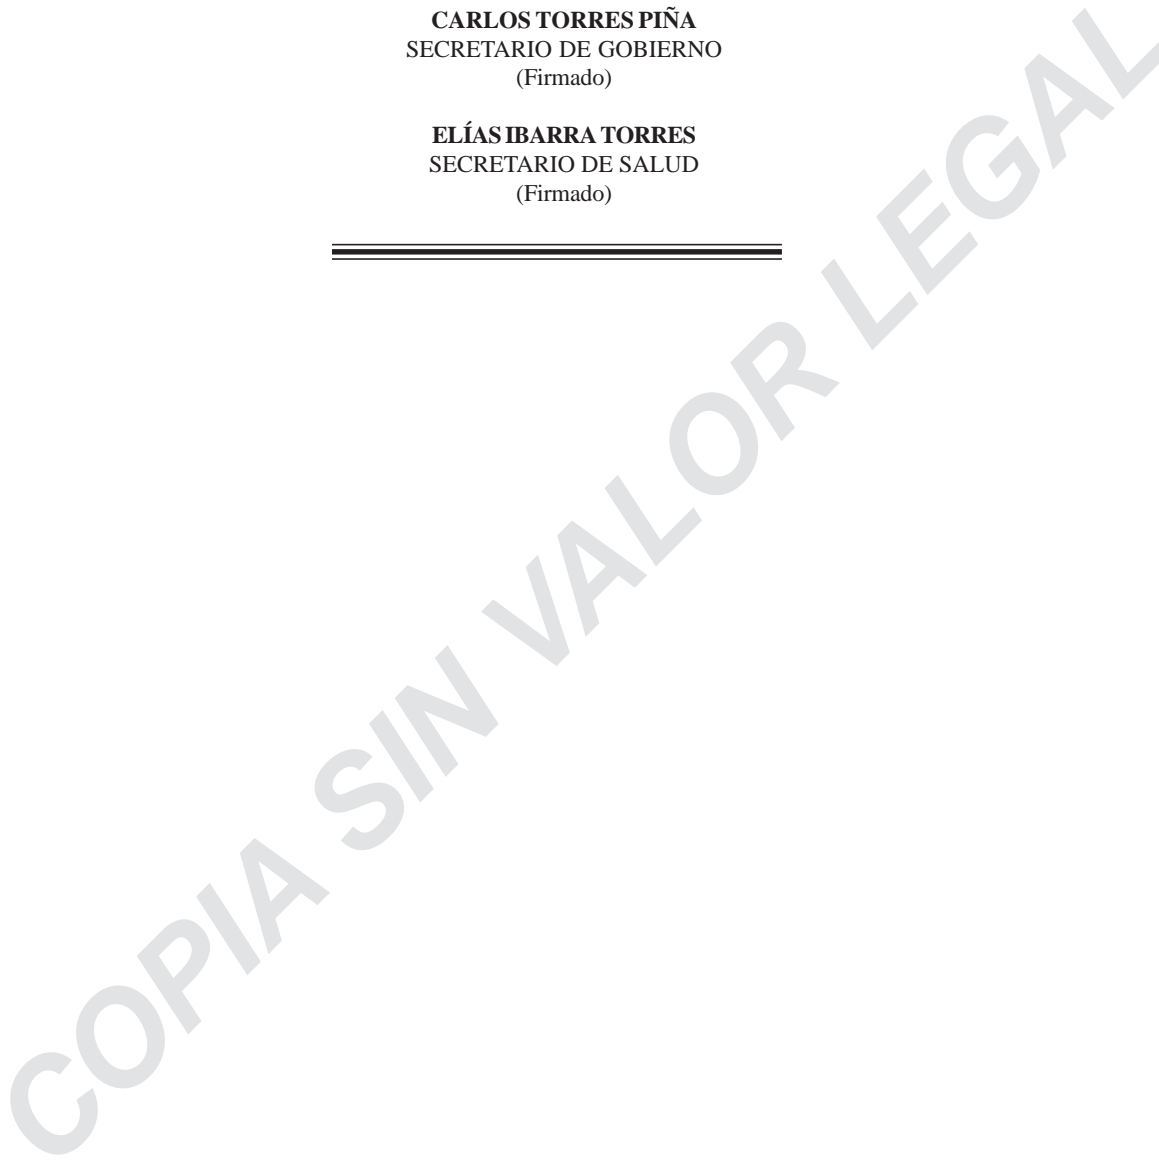 CARLOS TORRES PIÑA
SECRETARIO DE GOBIERNO
(Firmado)
ELÍAS IBARRA TORRES
SECRETARIO DE SALUD
(Firmado)
COPIA SIN VALOR LEGAL